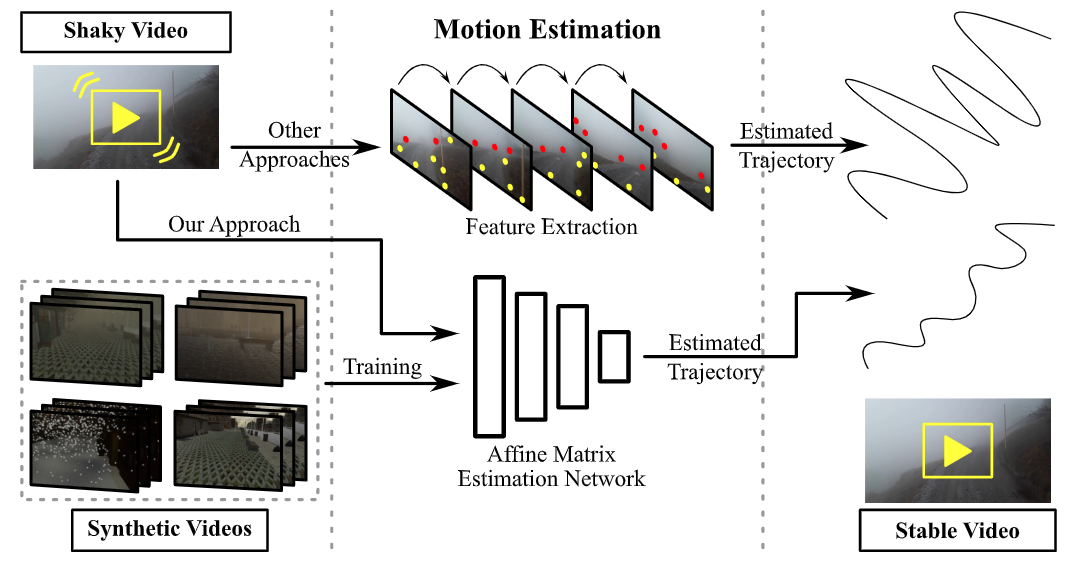 Shaky Video
Motion Estimation
Other
Approaches
Estimated
Trajectory
Feature Extraction
Our Approach
Training
Estimated
Trajectory
Affine Matrix
Estimation Network
Synthetic Videos
Stable Video